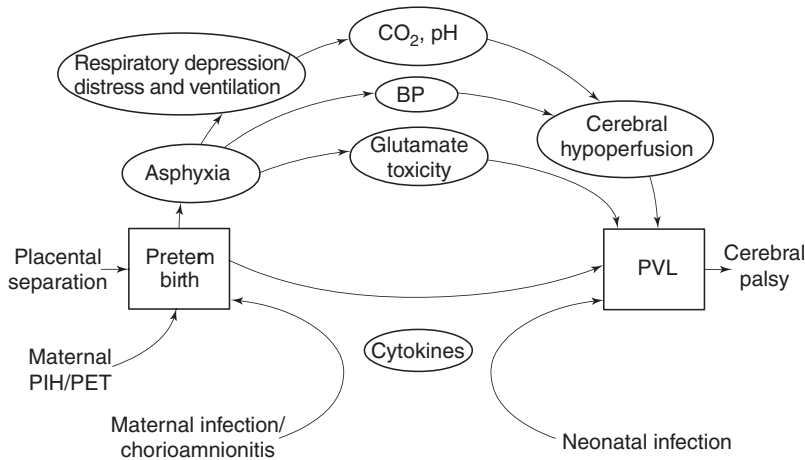 CO2, pH
Respiratory depression/
distress and ventilation
BP
Cerebral
hypoperfusion
Glutamate
toxicity
Asphyxia
Placental
separation
Pretem
birth
PVL
Cerebral
palsy
Cytokines
Maternal
PIH/PET
Maternal infection/
chorioamnionitis
Neonatal infection